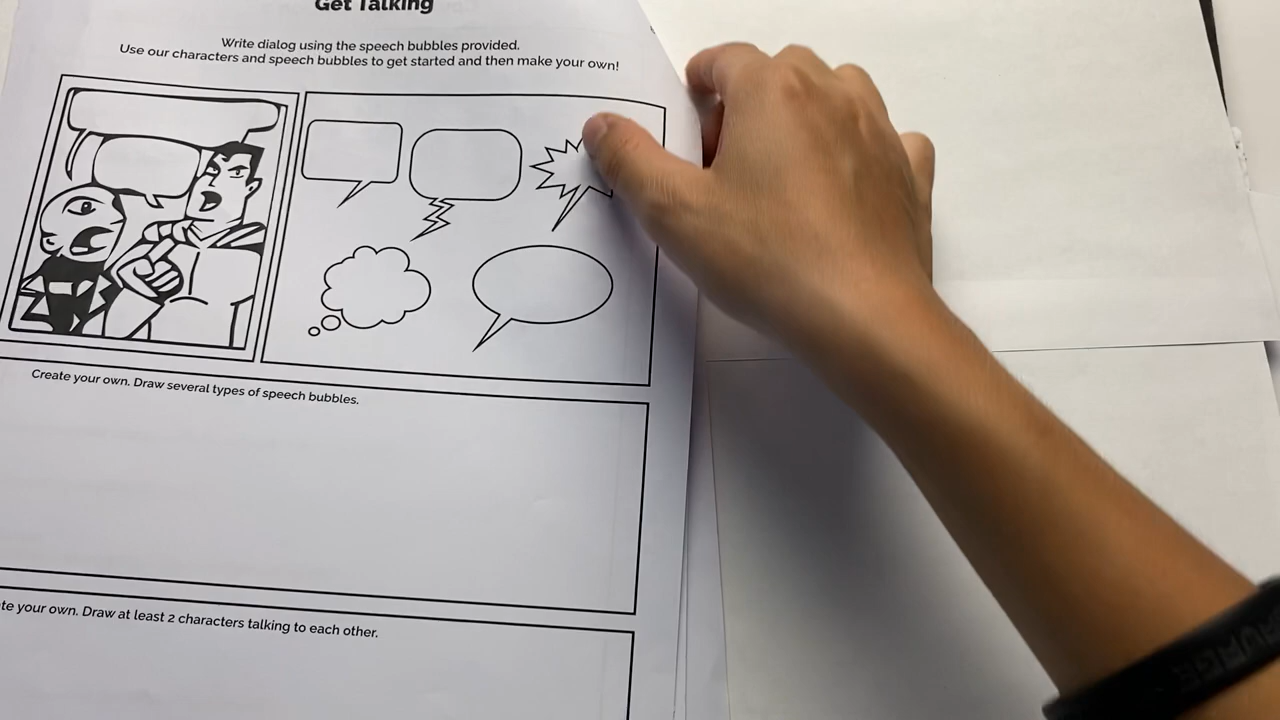 Get Talking
Write dialog using the speech bubbles provided.
Use our characters and speech bubbles to get started and then make your own!
Create your own. Draw several types of speech bubbles.
te your own. Draw at least 2 characters talking to each other.